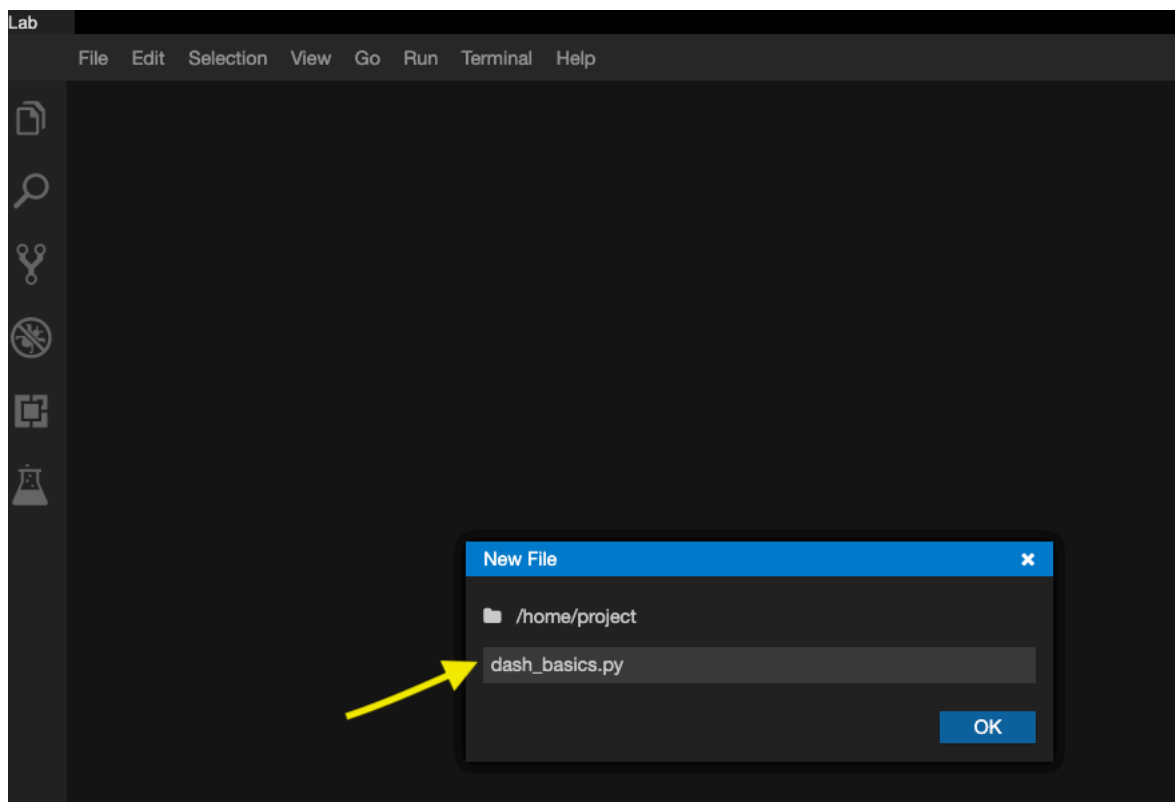 Lab
File Edit Selection View Go Run Terminal Help
New File
/home/project
dash_basics.py
OK